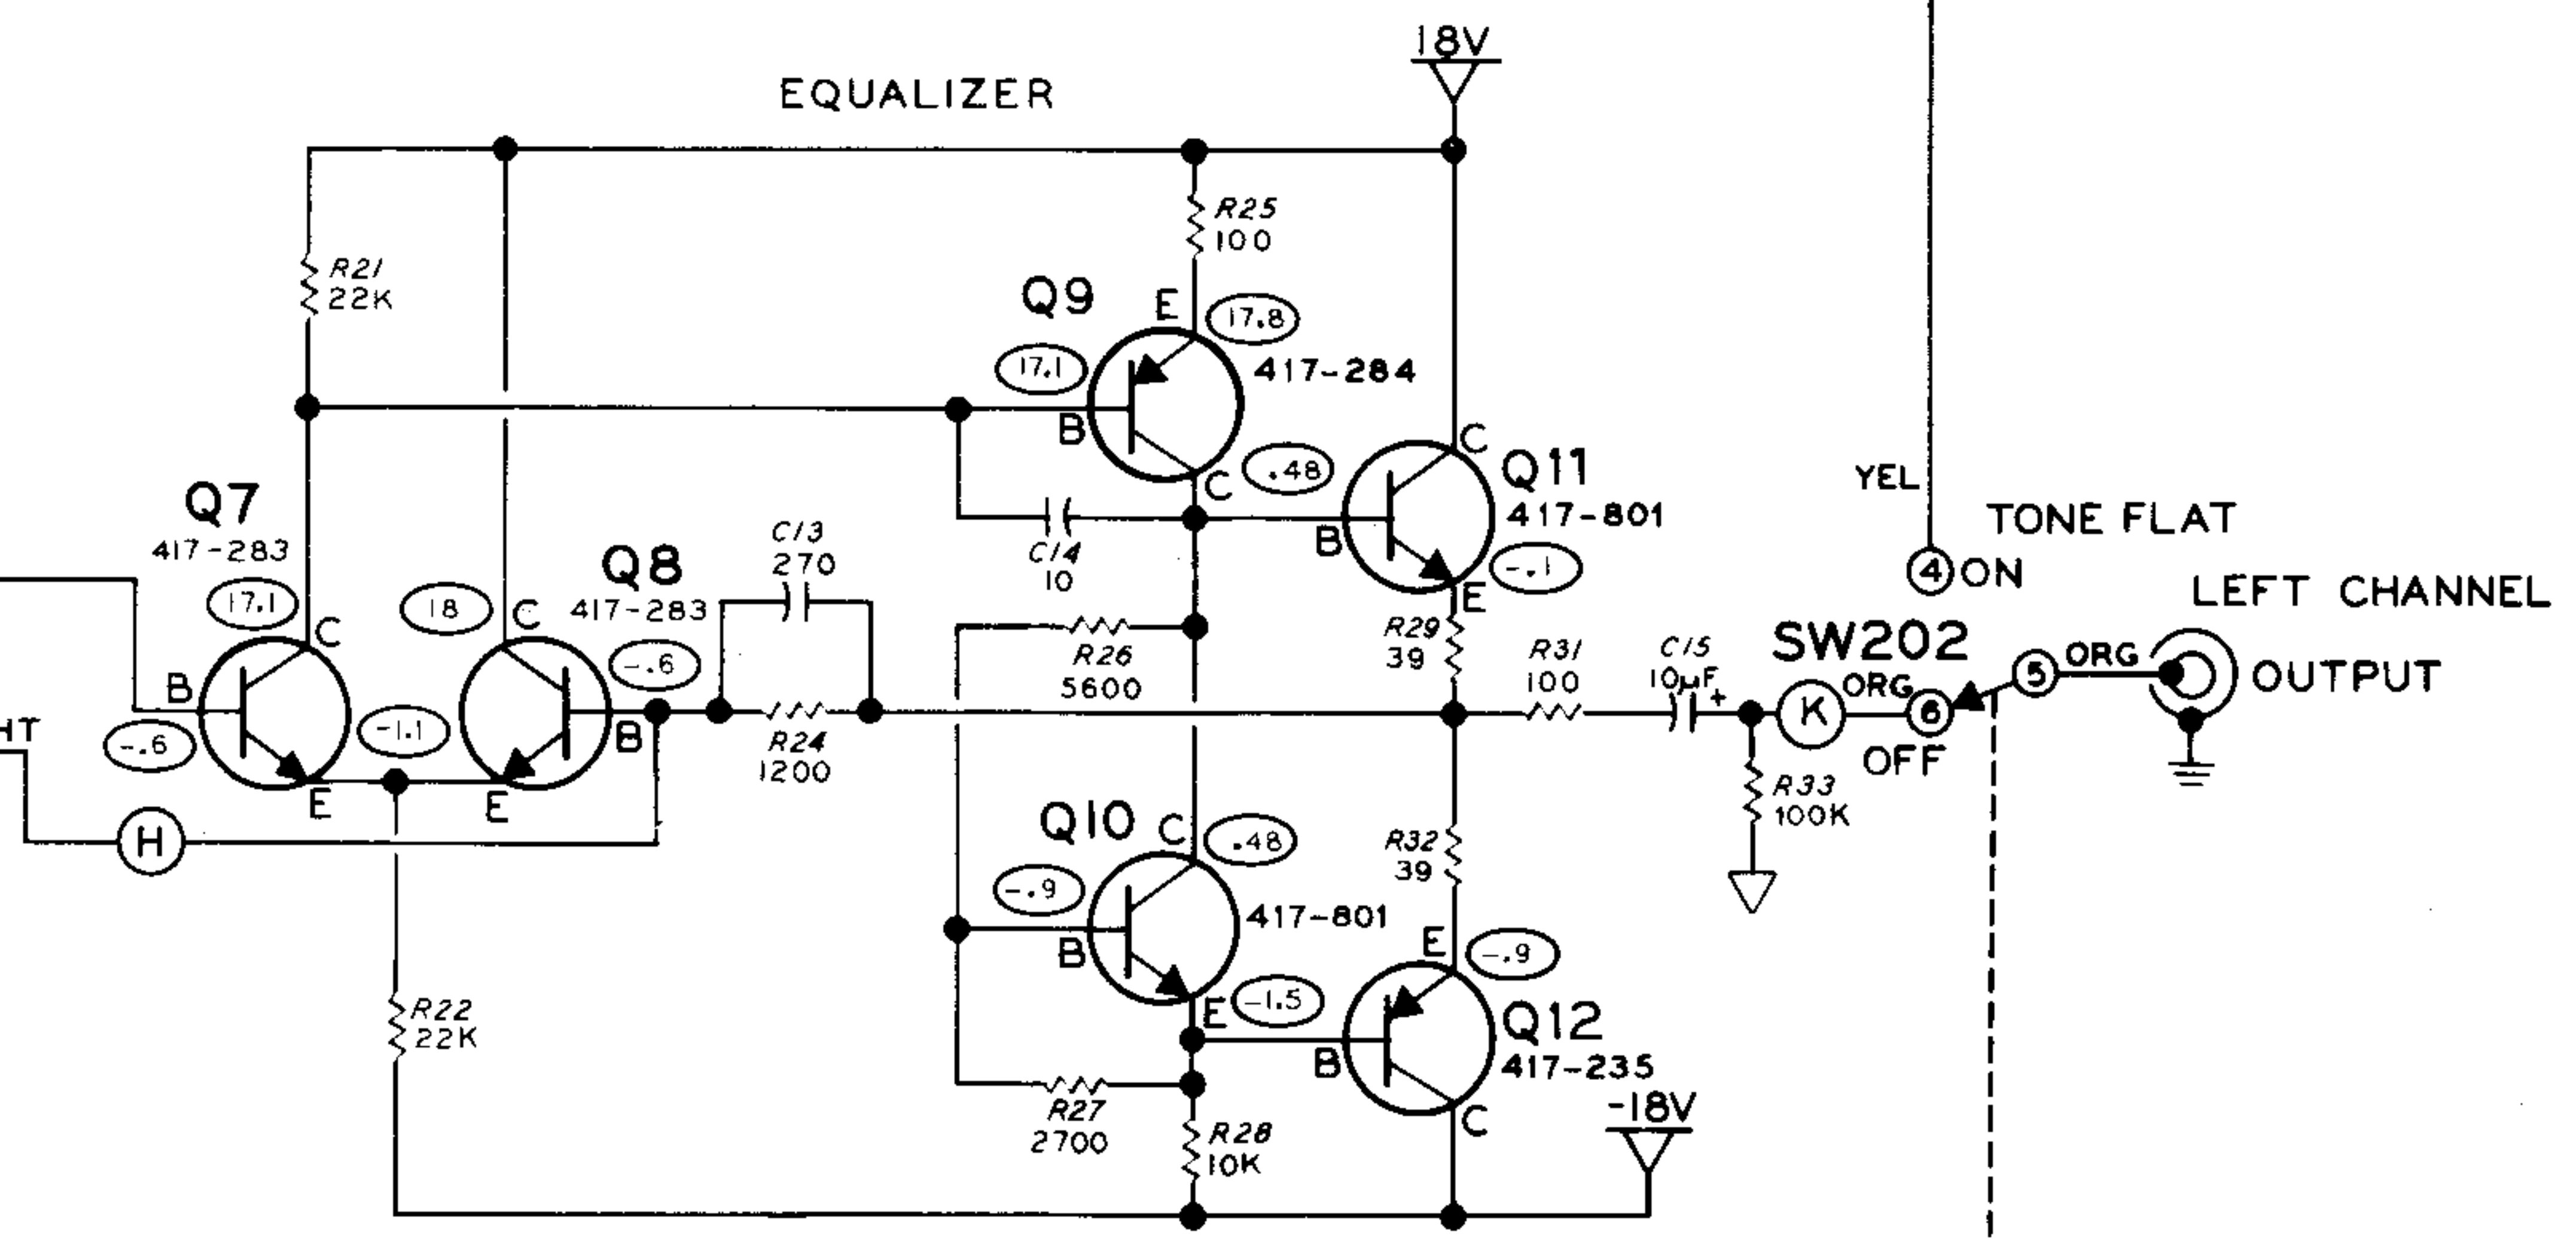 18V
EQUALIZER
R25
100
R21
22K
Q9
E
17.8
17.1
417-284
B
C
.48
C
Q11
417-801
B
-.1
E
Q7
417-283
17.1
C
18
C
Q8
417-283
C13
270
C14
10
YEL
TONE FLAT
4 ON
LEFT CHANNEL
OUTPUT
-.6
B
-.6
-1.1
B
E
E
HT
H
R24
1200
R26
5600
R29
39
R31
100
C15
10µF
+
SW202
K
ORG
6
OFF
5
ORG
R33
100K
Q10
C
.48
-.9
B
417-801
E
-1.5
R32
39
E
-.9
Q12
417-235
B
C
R22
22K
R27
2700
R28
10K
-18V